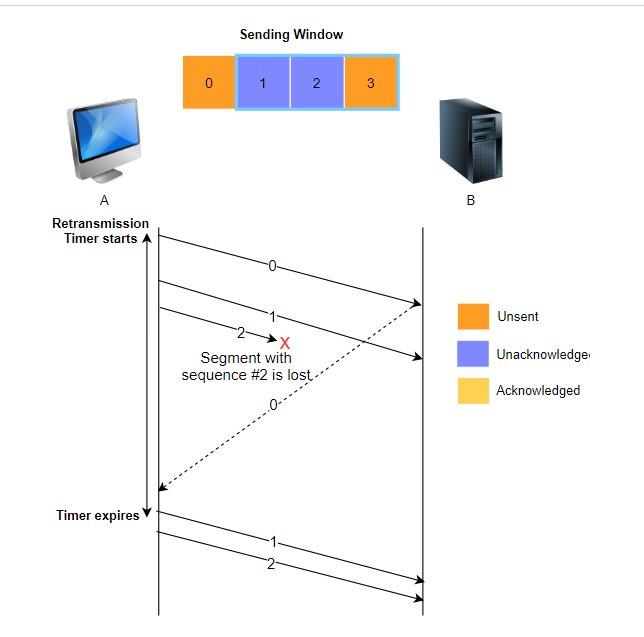 Sending Window
0 1 2 3
A
B
Retransmission
Timer starts
0
1
2
X
Segment with
sequence #2 is lost
0
Timer expires
1
2
Unsent
Unacknowledge
Acknowledged